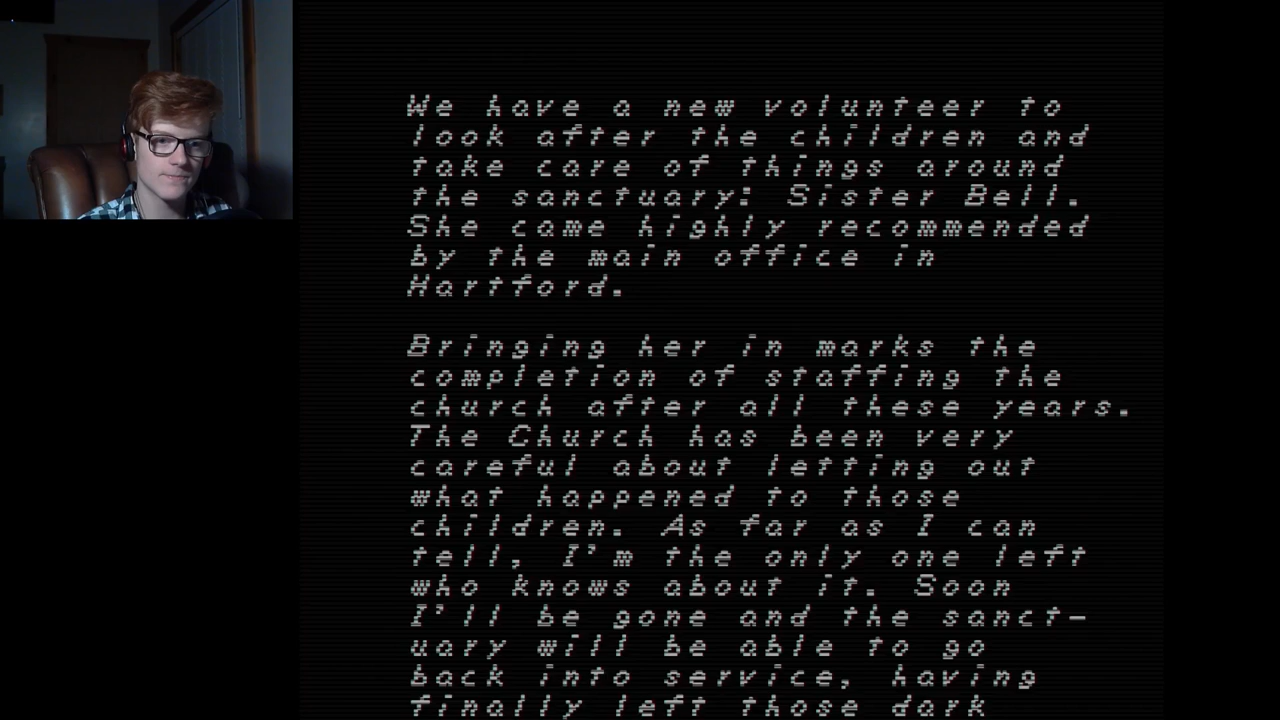 We have a new volunteer to
look after the children and
take care of things around
the sanctuary: Sister Bell.
She came highly recommended
by the main office in
Hartford.
Bringing her in marks the
completion of staffing the
church after all these years.
The Church has been very
careful about letting out
what happened to those
children. As far as I can
tell, I'm the only one left
who knows about it. Soon
I'll be gone and the sanct-
uary will be able to go
back into service, having
finally left those dark